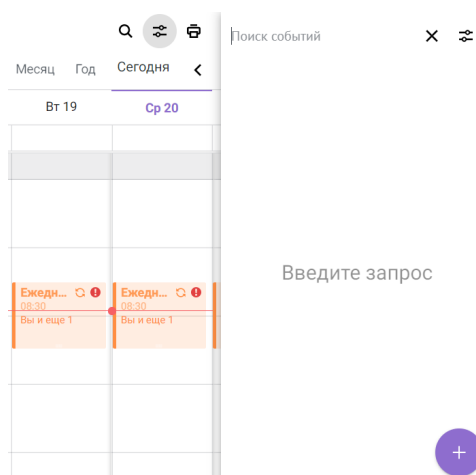 Месяц Год Сегодня
Вт 19 Ср 20
Ежедн... Ежедн...
08:30 08:30
Вы и еще 1 Вы и еще 1
Поиск событий
Введите запрос